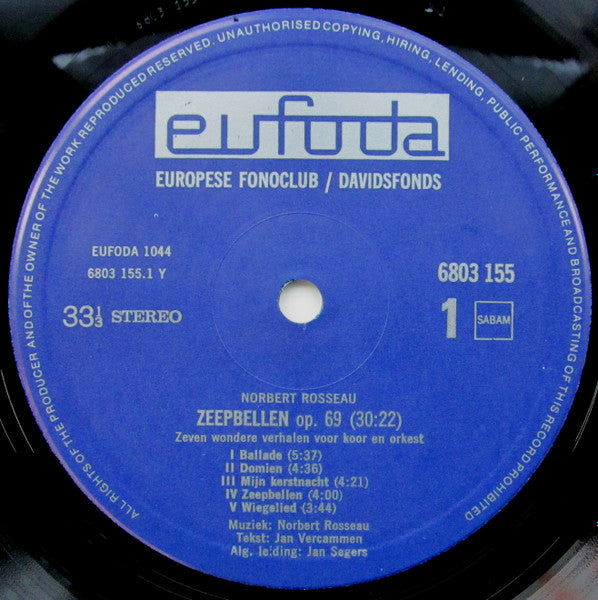 ALL RIGHTS OF THE PRODUCER AND OF THE OWNER OF THE WORK REPRODUCED RESERVED. UNAUTHORISED COPYING, HIRING, LENDING, PUBLIC PERFORMANCE AND BROADCASTING OF THIS RECORD PROHIBITED
eufoda
EUROPESE FONOCLUB / DAVIDSFONDS
EUFODA 1044
6803 155.1 Y
6803 155
33⅓ STEREO
1
SABAM
NORBERT ROSSEAU
ZEEPBELLEN op. 69 (30:22)
Zeven wondere verhalen voor koor en orkest
I Ballade (5:37)
II Domien (4:36)
III Mijn kerstnacht (4:21)
IV Zeepbellen (4:00)
V Wiegelied (3:44)
Muziek: Norbert Rosseau
Tekst: Jan Vercammen
Alg. leiding: Jan Segers